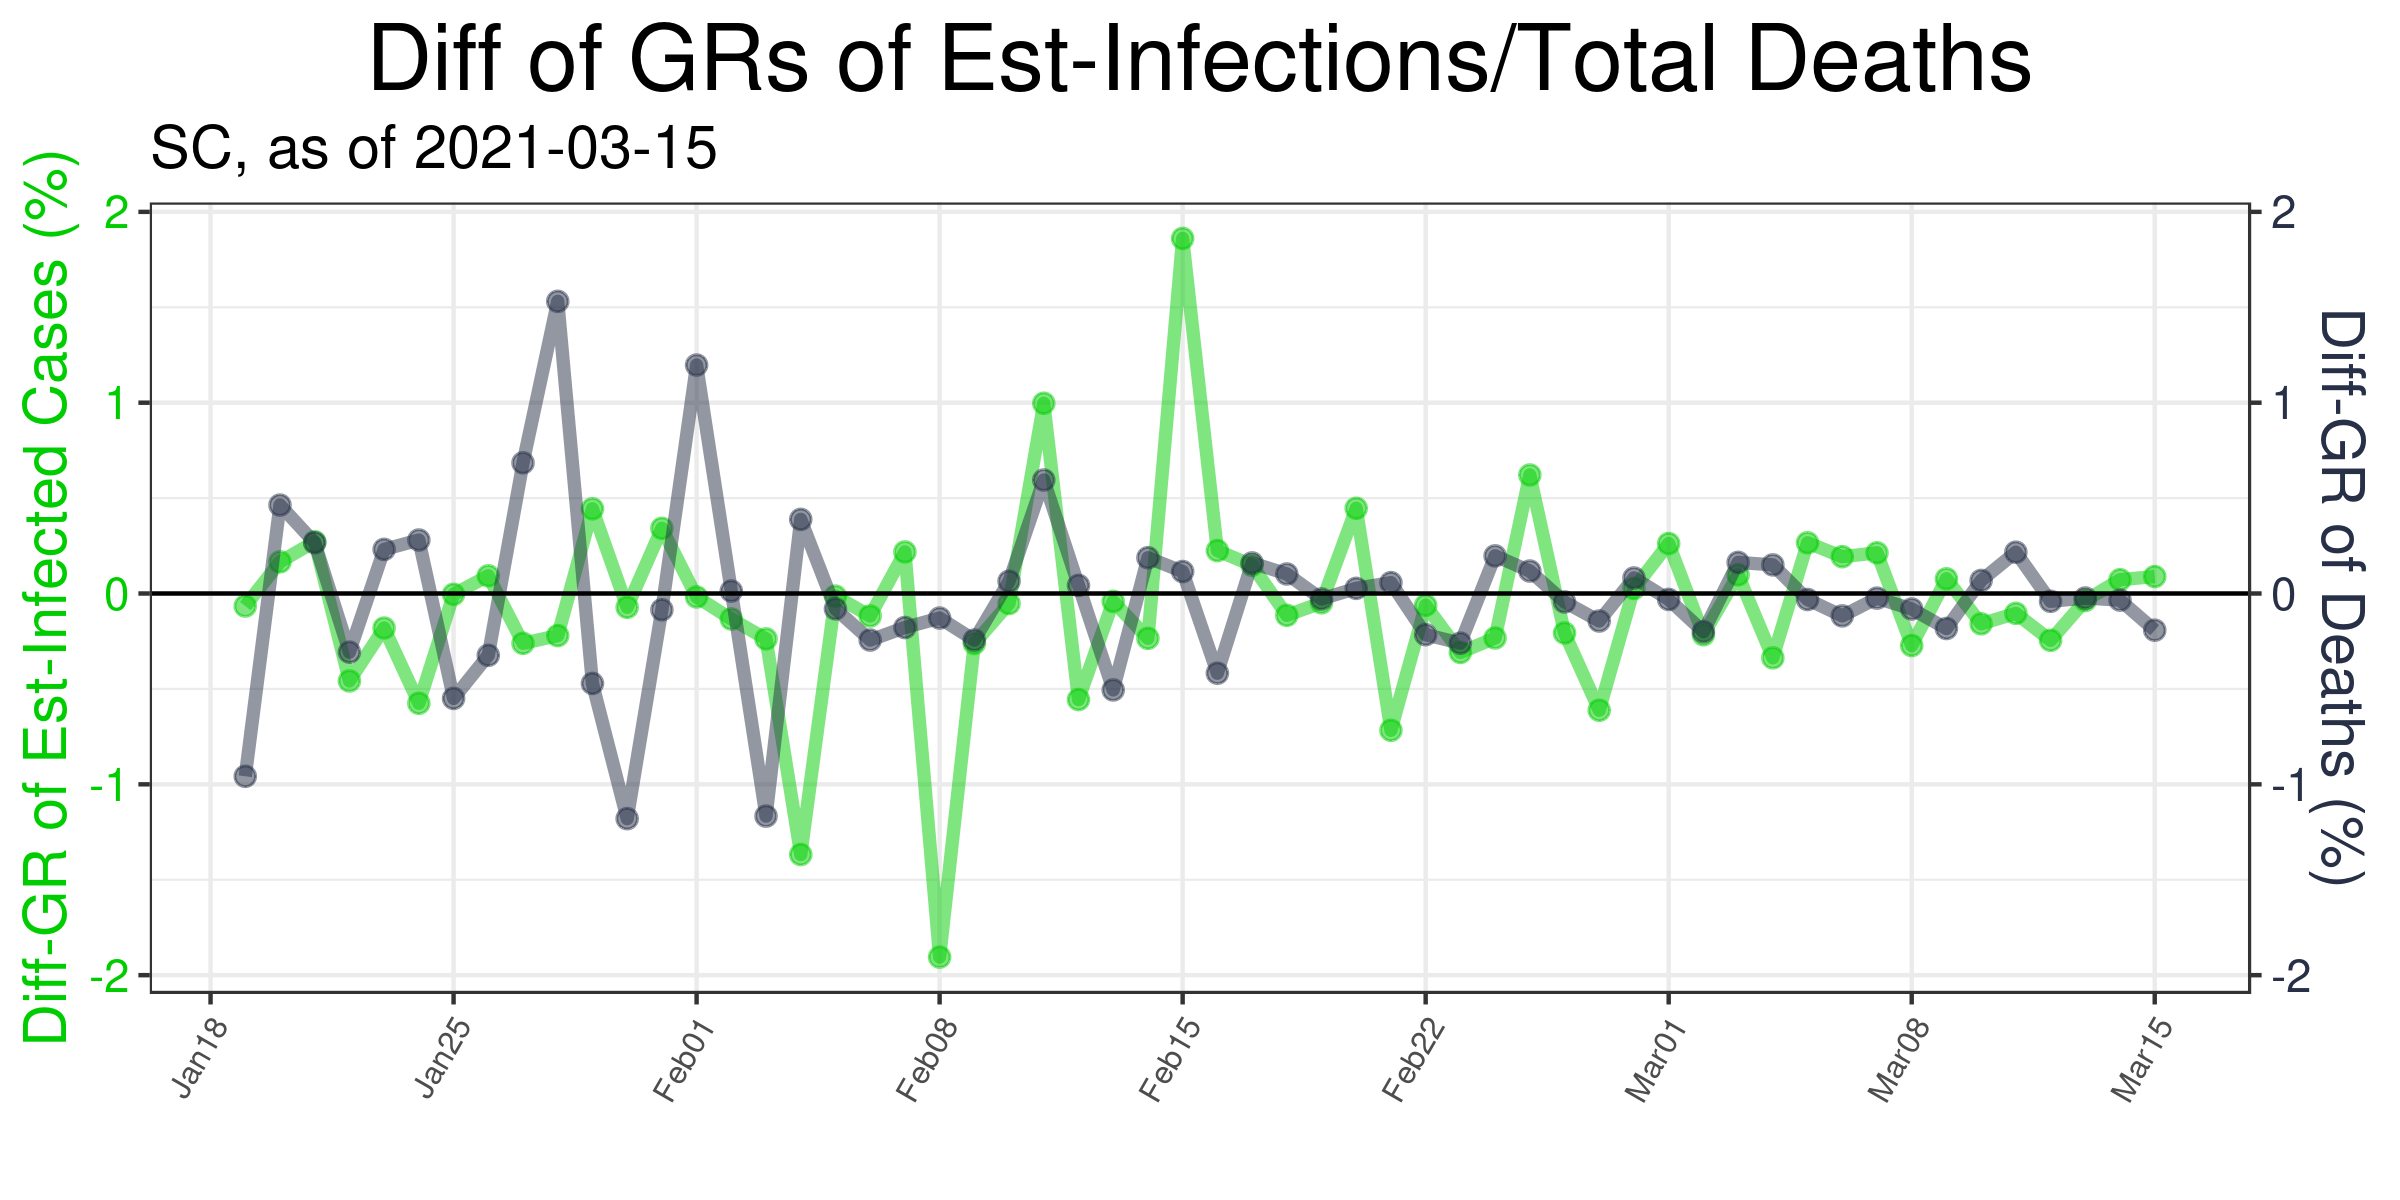 Diff of GRs of Est-Infections/Total Deaths
SC, as of 2021-03-15
Diff-GR of Est-Infected Cases (%)
2
1
0
-1
-2
2
1
0
-1
-2
Diff-GR of Deaths (%)
Jan18
Jan25
Feb01
Feb08
Feb15
Feb22
Mar01
Mar08
Mar15